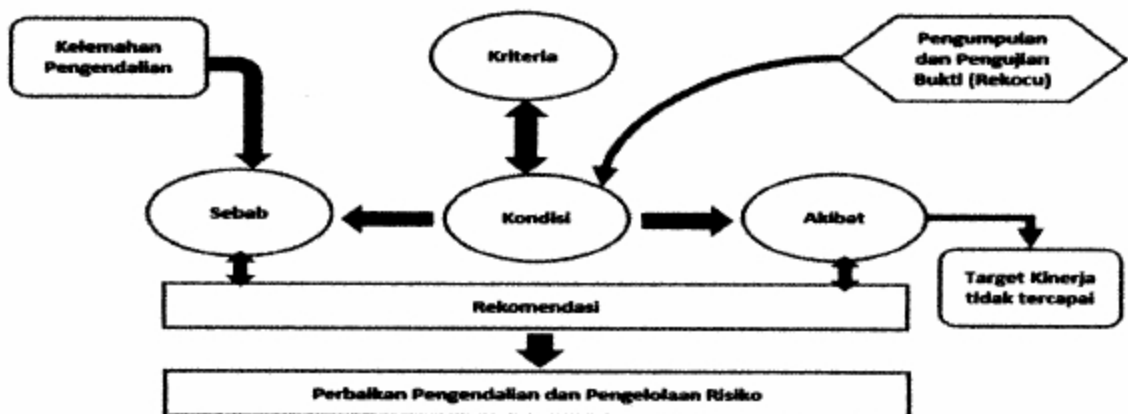 Kelemahan
Pengendalian
Kriteria
Pengumpulan
dan Pengujian
Bukti (Rekocu)
Sebab
Kondisi
Akibat
Target Kinerja
tidak tercapai
Rekomendasi
Perbaikan Pengendalian dan Pengelolaan Risiko